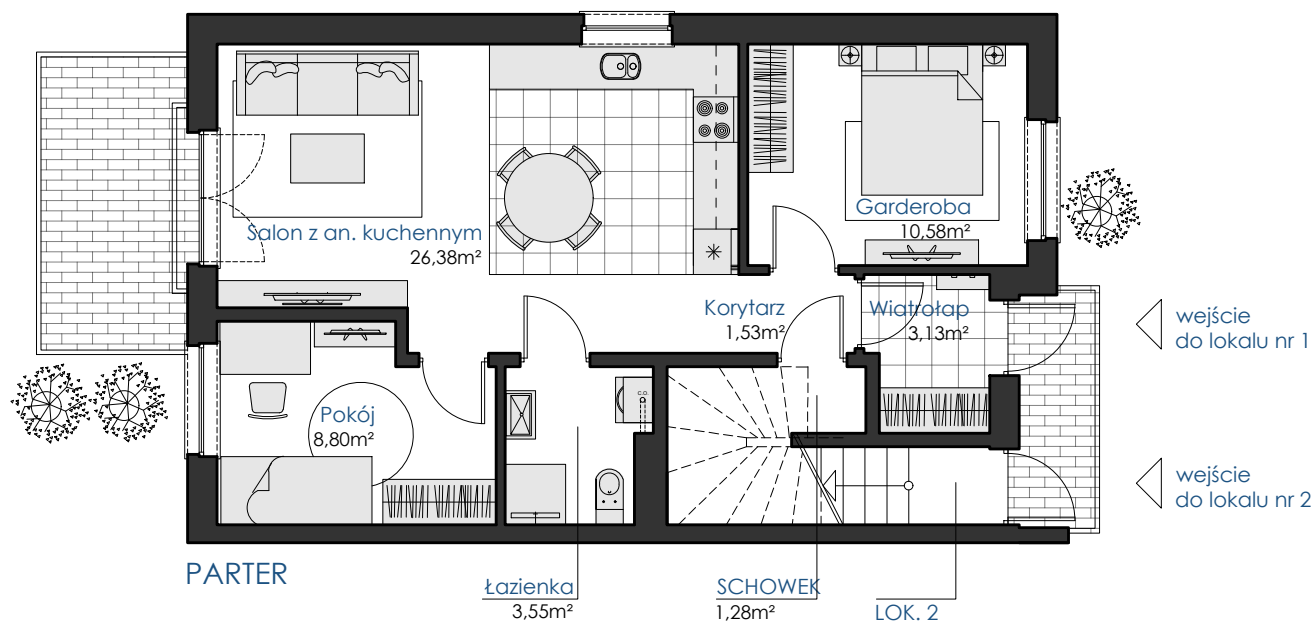 Garderoba
10,58m²
Salon z an. kuchennym
26,38m²
Korytarz
1,53m²
Wiatrołap
3,13m²
wejście
do lokalu nr 1
Pokój
8,80m²
C.O.
wejście
do lokalu nr 2
PARTER
Łazienka
3,55m²
SCHOWEK
1,28m²
LOK. 2